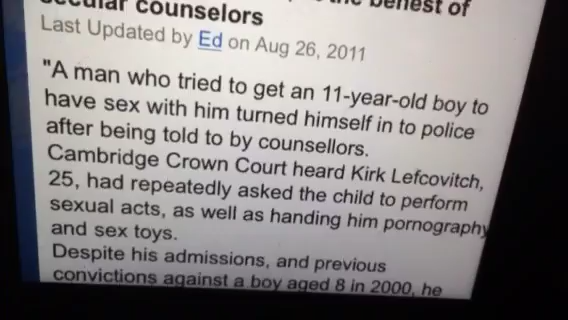 secular counselors
behest of
Last Updated by Ed on Aug 26, 2011
"A man who tried to get an 11-year-old boy to
have sex with him turned himself in to police
after being told to by counsellors.
Cambridge Crown Court heard Kirk Lefcovitch,
25, had repeatedly asked the child to perform
sexual acts, as well as handing him pornography
and sex toys.
Despite his admissions, and previous
convictions against a boy aged 8 in 2000, he